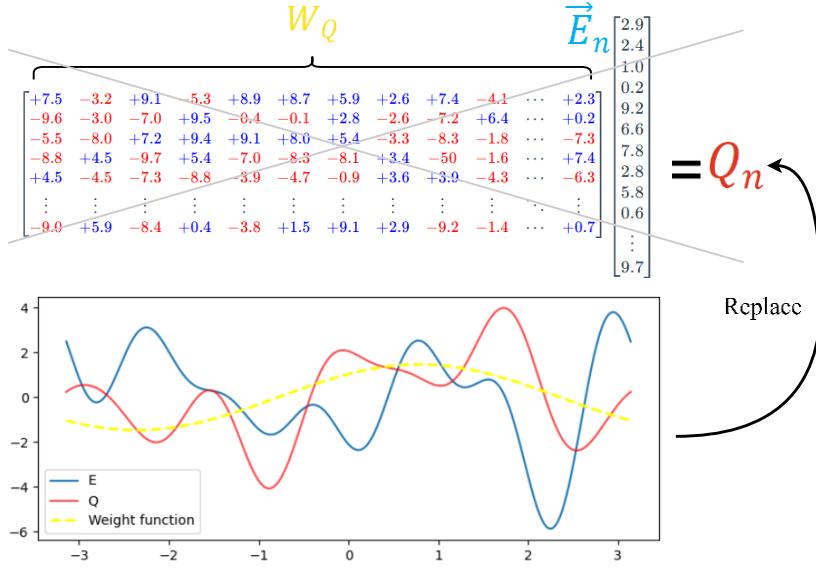 W_Q
E_n
+7.5 −3.2 +9.1 −5.3 +8.9 +8.7 +5.9 +2.6 +7.4 −4.1 ⋯ +2.3
−9.6 −3.0 −7.0 +9.5 −0.4 −0.1 +2.8 −2.6 −7.2 +6.4 ⋯ +0.2
−5.5 −8.0 +7.2 +9.4 +9.1 +8.0 +5.4 −3.3 −8.3 −1.8 ⋯ −7.3
−8.8 +4.5 −9.7 +5.4 −7.0 −8.3 −8.1 +3.4 −50 −1.6 ⋯ +7.4
+4.5 −4.5 −7.3 −8.8 −3.9 −4.7 −0.9 +3.6 +3.9 −4.3 ⋯ −6.3
⋮ ⋮ ⋮ ⋮ ⋮ ⋮ ⋮ ⋮ ⋮ ⋮ ⋱ ⋮
−9.0 +5.9 −8.4 +0.4 −3.8 +1.5 +9.1 +2.9 −9.2 −1.4 ⋯ +0.7
2.9
2.4
1.0
0.2
9.2
6.6
7.8
2.8
5.8
0.6
⋮
9.7
= Q_n
Replace
4
2
0
−2
−4
−6
E
Q
Weight function
−3 −2 −1 0 1 2 3